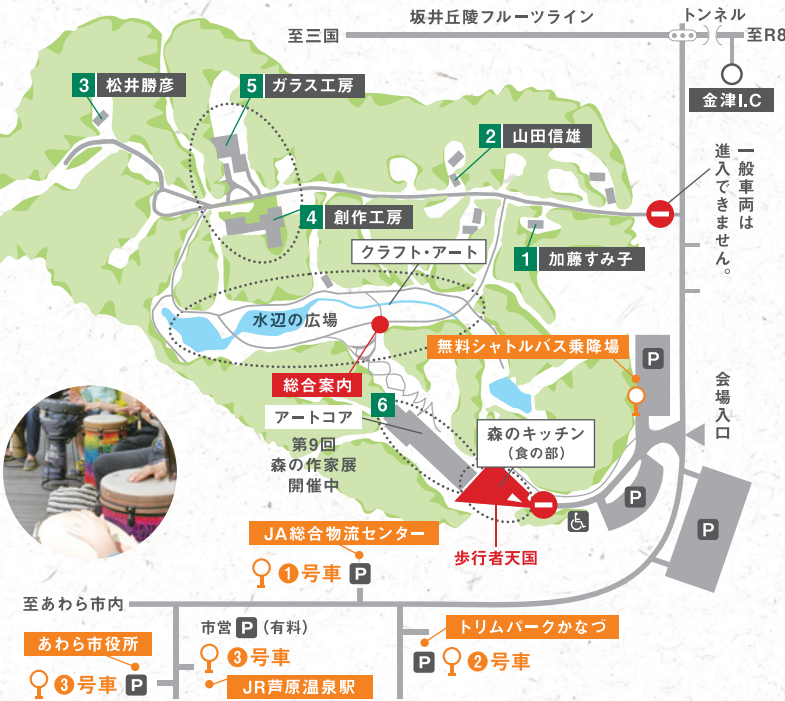 坂井丘陵フルーツライン
トンネル
至三国
至R8
金津I.C
3 松井勝彦
5 ガラス工房
2 山田信雄
一般車両は
進入できません。
4 創作工房
1 加藤すみ子
クラフト・アート
水辺の広場
無料シャトルバス乗降場
P
総合案内
6
アートコア
第9回
森の作家展
開催中
森のキッチン
(食の部)
会場入口
P
P
歩行者天国
JA総合物流センター
❶号車 P
至あわら市内
市営 P (有料)
トリムパークかなづ
あわら市役所
❸号車
P ❷号車
❸号車 P
JR芦原温泉駅